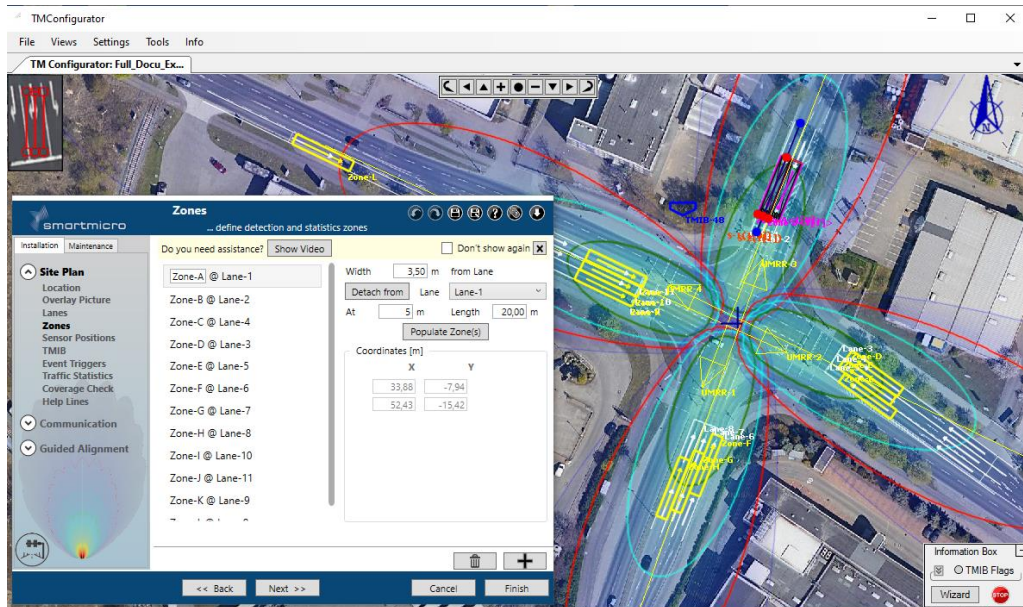 TMConfigurator
File Views Settings Tools Info
TM Configurator: Full_Docu_Ex...
Zone-L
TMIB-48
UMRR-3
UMRR-4
UMRR-2
UMRR-1
Lane-3
Zone-D
Lane-6
Zone-F
Zone-G
N
smartmicro
Zones
... define detection and statistics zones
Installation Maintenance
Do you need assistance? Show Video Don't show again X
Site Plan
Location
Overlay Picture
Lanes
Zones
Sensor Positions
TMIB
Event Triggers
Traffic Statistics
Coverage Check
Help Lines
Communication
Guided Alignment
Zone-A @ Lane-1
Zone-B @ Lane-2
Zone-C @ Lane-4
Zone-D @ Lane-3
Zone-E @ Lane-5
Zone-F @ Lane-6
Zone-G @ Lane-7
Zone-H @ Lane-8
Zone-I @ Lane-10
Zone-J @ Lane-11
Zone-K @ Lane-9
Width 3,50 m from Lane
Detach from Lane Lane-1
At 5 m Length 20,00 m
Populate Zone(s)
Coordinates [m]
X Y
33,88 -7,94
52,43 -15,42
<< Back Next >> Cancel Finish
Information Box
TMIB Flags
Wizard STOP